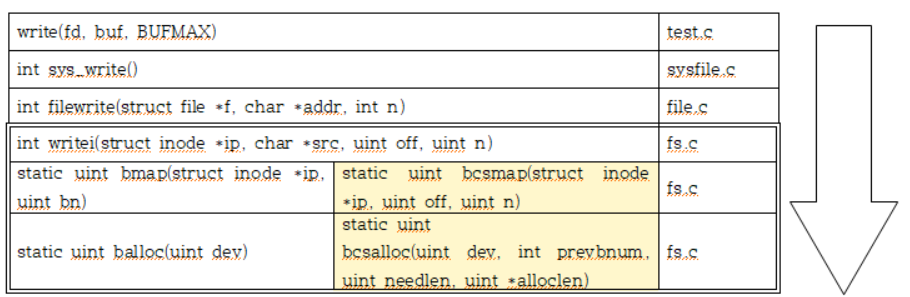 write(fd, buf, BUFMAX) test.c
int sys_write() sysfile.c
int filewrite(struct file *f, char *addr, int n) file.c
int writei(struct inode *ip, char *src, uint off, uint n) fs.c
static uint bmap(struct inode *ip,
uint bn)
static uint bcsmap(struct inode
*ip, uint off, uint n)
fs.c
static uint balloc(uint dev)
static uint
bcsalloc(uint dev, int prevbnum,
uint needlen, uint *alloclen)
fs.c